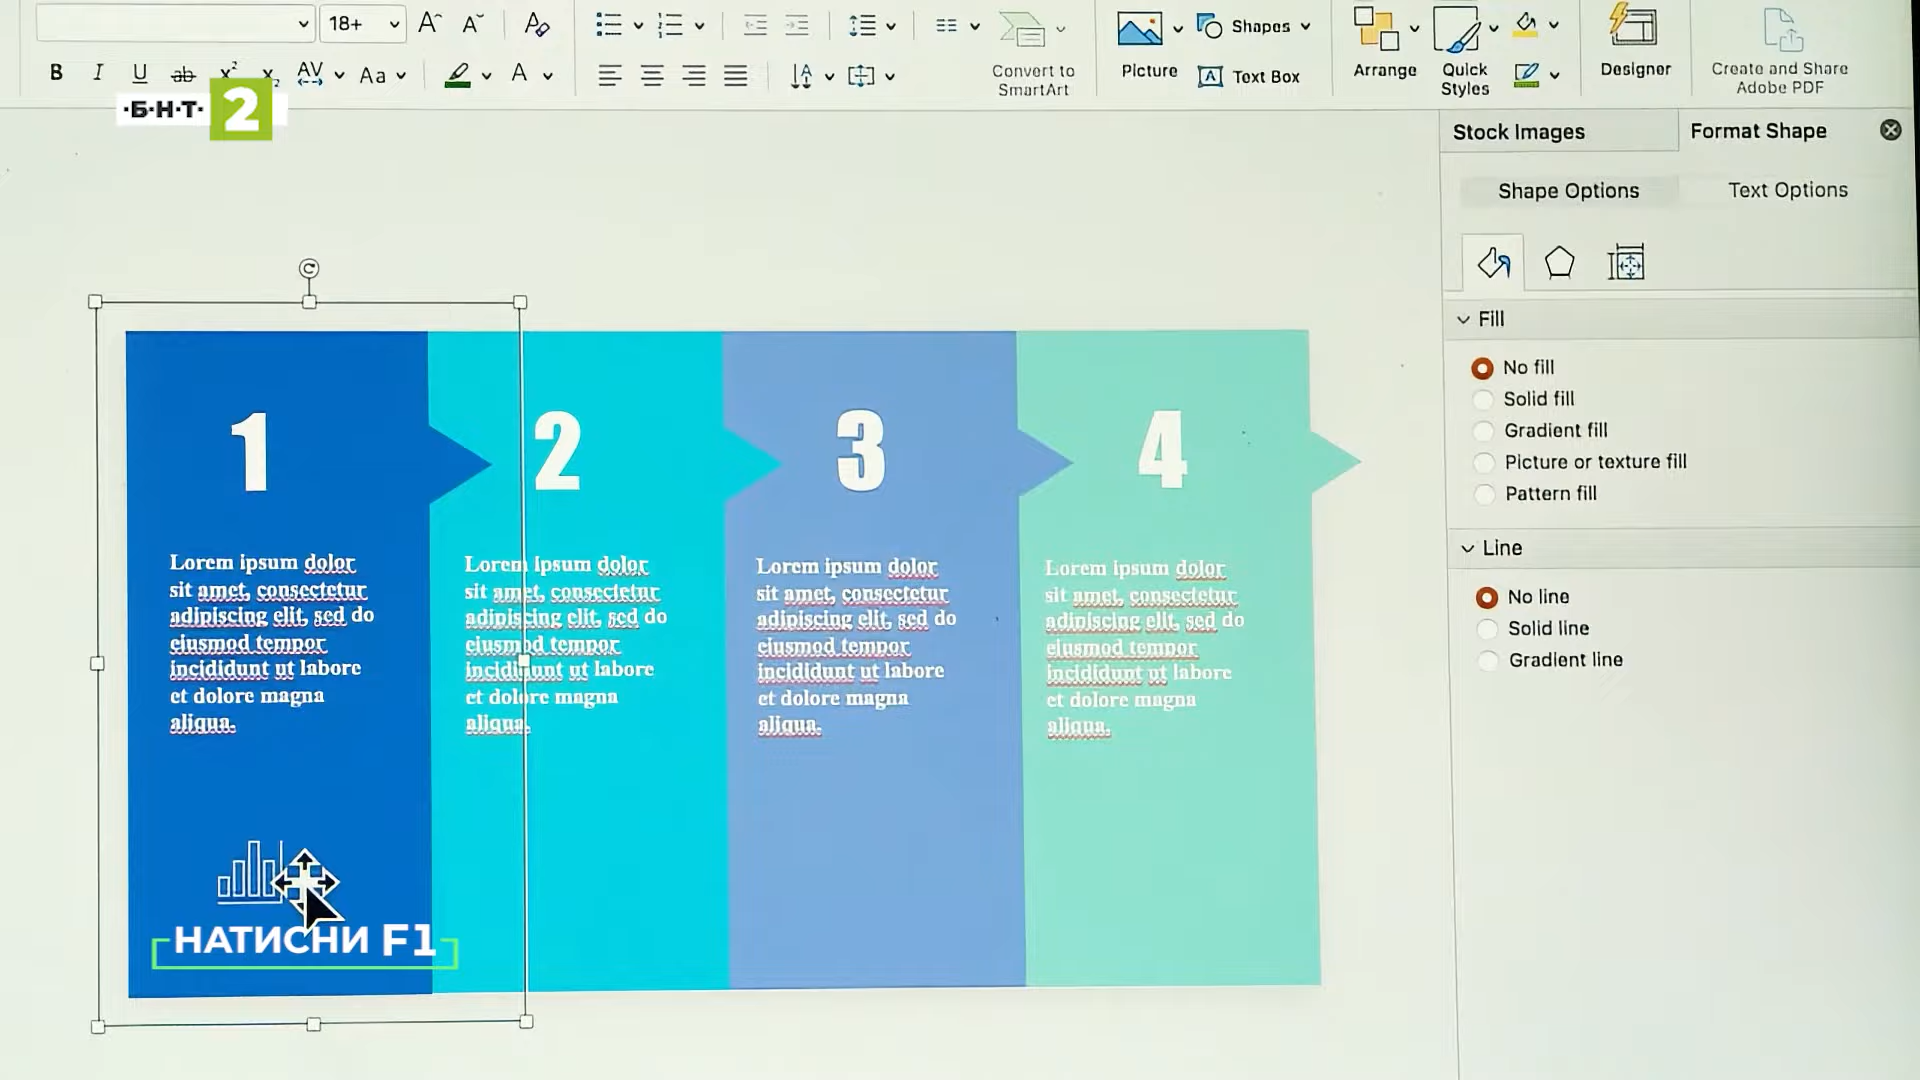 18+
B I U ab x² x₂ AV Aa A
Convert to
SmartArt
Picture
Shapes
Text Box
Arrange
Quick
Styles
Designer
Create and Share
Adobe PDF
·Б·Н·Т· 2
Stock Images
Format Shape
Shape Options
Text Options
Fill
No fill
Solid fill
Gradient fill
Picture or texture fill
Pattern fill
Line
No line
Solid line
Gradient line
1
Lorem ipsum dolor
sit amet, consectetur
adipiscing elit, sed do
eiusmod tempor
incididunt ut labore
et dolore magna
aliqua.
2
Lorem ipsum dolor
sit amet, consectetur
adipiscing elit, sed do
eiusmod tempor
incididunt ut labore
et dolore magna
aliqua.
3
Lorem ipsum dolor
sit amet, consectetur
adipiscing elit, sed do
eiusmod tempor
incididunt ut labore
et dolore magna
aliqua.
4
Lorem ipsum dolor
sit amet, consectetur
adipiscing elit, sed do
eiusmod tempor
incididunt ut labore
et dolore magna
aliqua.
НАТИСНИ F1